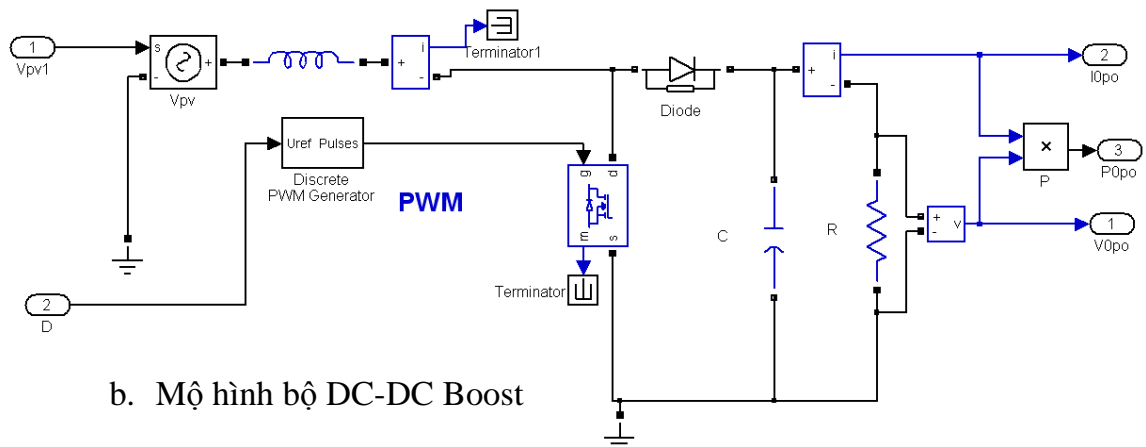 1
Vpv1
s
-
+
Vpv
+
i
-
Terminator1
Diode
+
i
-
2
I0po
Uref Pulses
Discrete
PWM Generator
PWM
g
d
m
s
Terminator
C
R
+
-
v
×
P
3
P0po
1
V0po
2
D
b. Mộ hình bộ DC-DC Boost